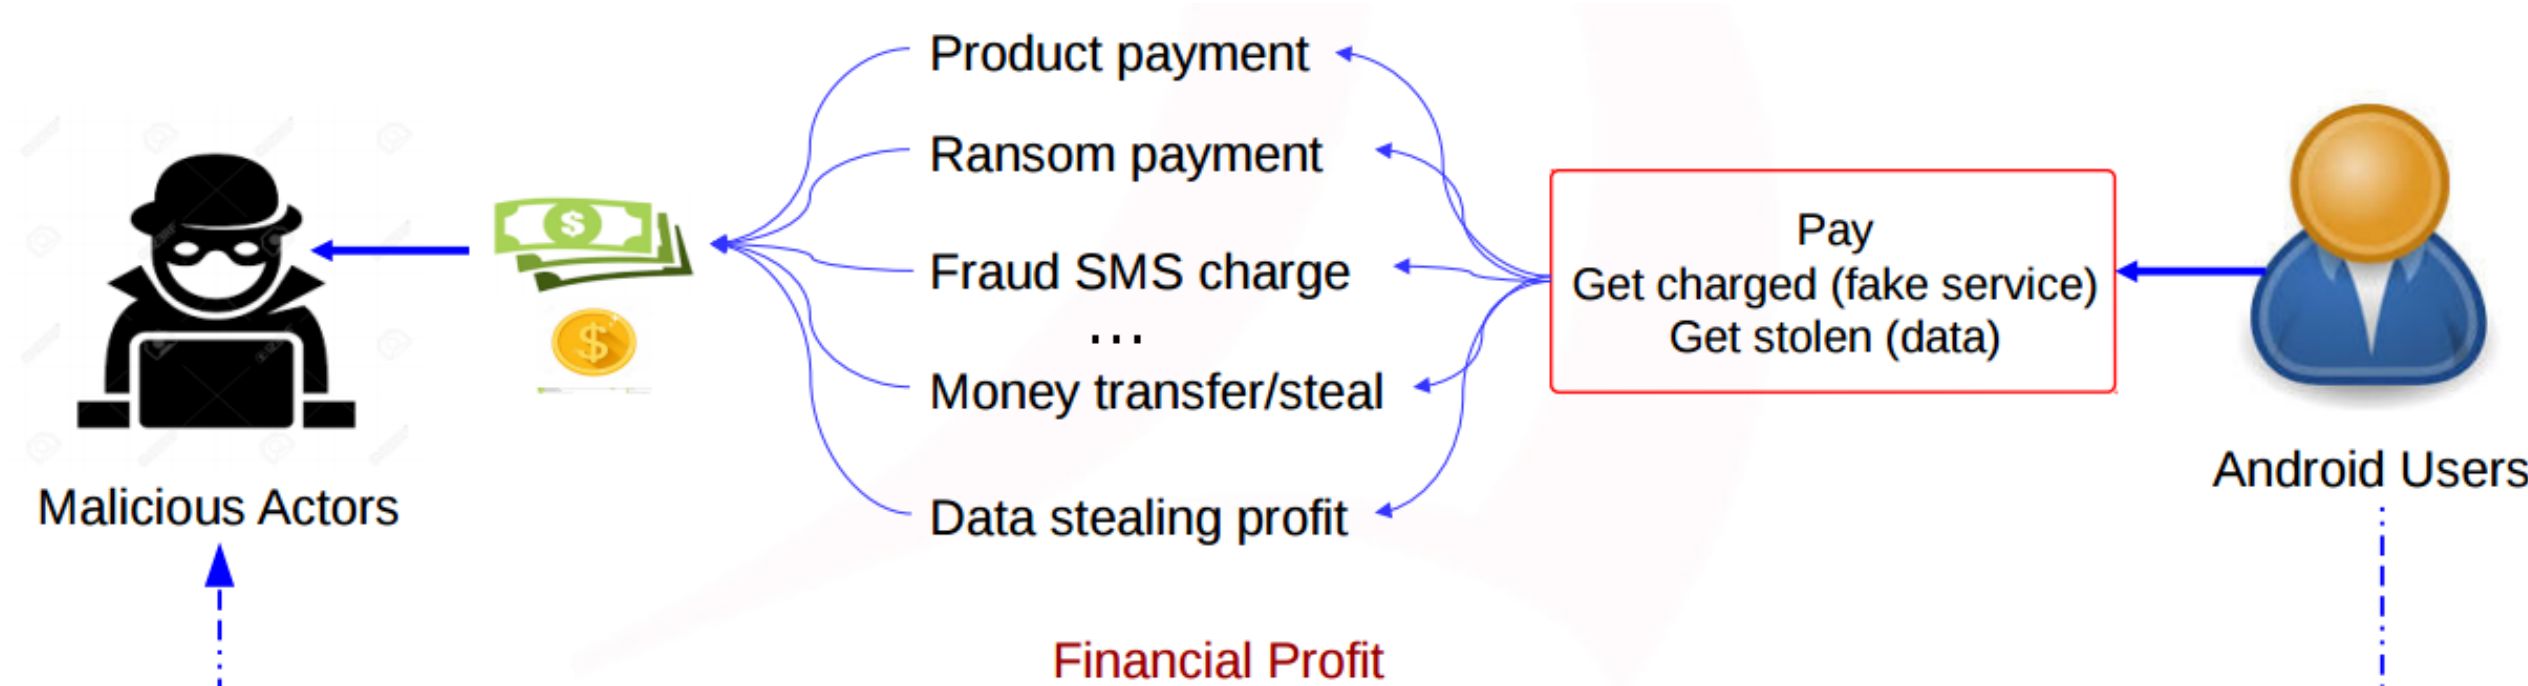 Product payment
Ransom payment
Fraud SMS charge
...
Money transfer/steal
Data stealing profit
Pay
Get charged (fake service)
Get stolen (data)
Malicious Actors
Android Users
Financial Profit